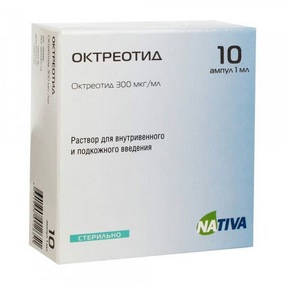 ОКТРЕОТИД
10
ампул 1 мл
Октреотид 300 мкг/мл
Раствор для внутривенного
и подкожного введения
СТЕРИЛЬНО
NATIVA
ОКТРЕОТИД
10